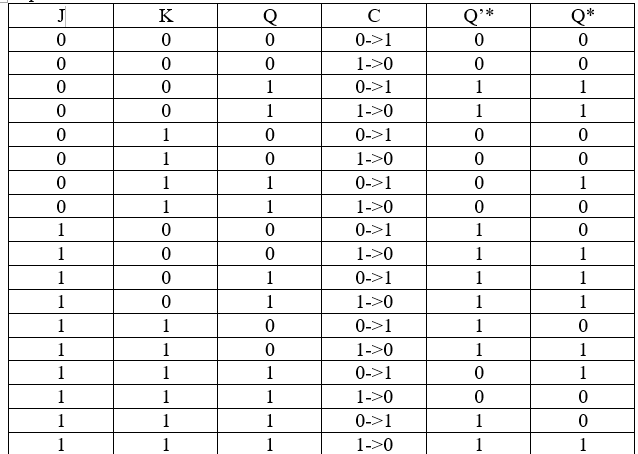 J K Q C Q’* Q*
0 0 0 0->1 0 0
0 0 0 1->0 0 0
0 0 1 0->1 1 1
0 0 1 1->0 1 1
0 1 0 0->1 0 0
0 1 0 1->0 0 0
0 1 1 0->1 0 1
0 1 1 1->0 0 0
1 0 0 0->1 1 0
1 0 0 1->0 1 1
1 0 1 0->1 1 1
1 0 1 1->0 1 1
1 1 0 0->1 1 0
1 1 0 1->0 1 1
1 1 1 0->1 0 1
1 1 1 1->0 0 0
1 1 1 0->1 1 0
1 1 1 1->0 1 1